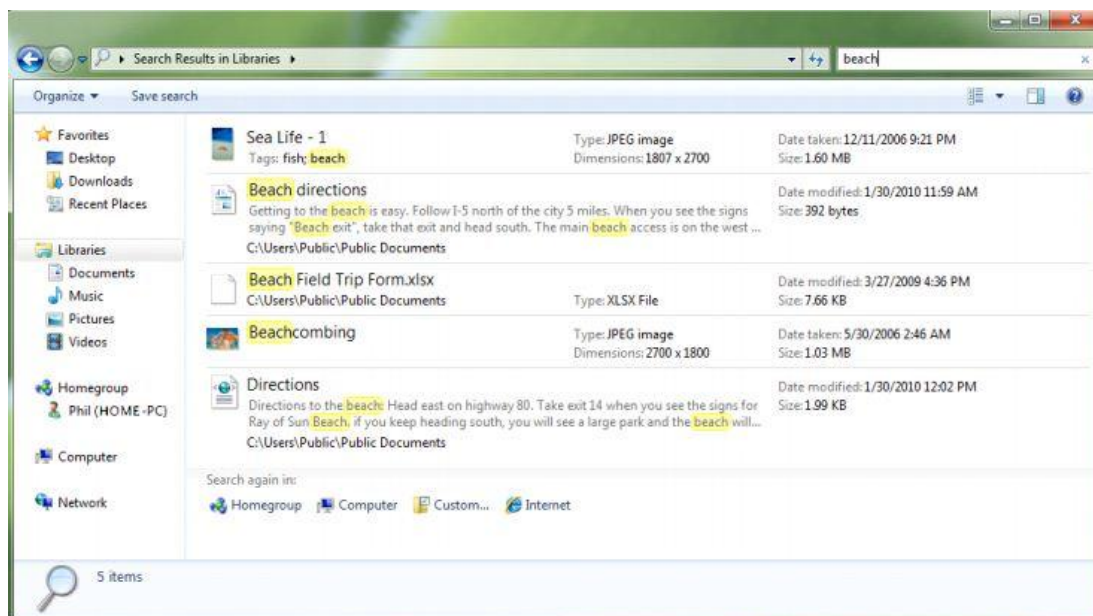 Search Results in Libraries
beach
Organize
Save search
Favorites
Desktop
Downloads
Recent Places
Libraries
Documents
Music
Pictures
Videos
Homegroup
Phil (HOME-PC)
Computer
Network
Sea Life - 1
Type: JPEG image
Date taken: 12/11/2006 9:21 PM
Tags: fish; beach
Dimensions: 1807 x 2700
Size: 1.60 MB
Beach directions
Date modified: 1/30/2010 11:59 AM
Getting to the beach is easy. Follow I-5 north of the city 5 miles. When you see the signs
Size: 392 bytes
saying "Beach exit", take that exit and head south. The main beach access is on the west ...
C:\Users\Public\Public Documents
Beach Field Trip Form.xlsx
Date modified: 3/27/2009 4:36 PM
C:\Users\Public\Public Documents
Type: XLSX File
Size: 7.66 KB
Beachcombing
Type: JPEG image
Date taken: 5/30/2006 2:46 AM
Dimensions: 2700 x 1800
Size: 1.03 MB
Directions
Date modified: 1/30/2010 12:02 PM
Directions to the beach: Head east on highway 80. Take exit 14 when you see the signs for
Size: 1.99 KB
Ray of Sun Beach, if you keep heading south, you will see a large park and the beach will...
C:\Users\Public\Public Documents
Search again in:
Homegroup
Computer
Custom...
Internet
5 items